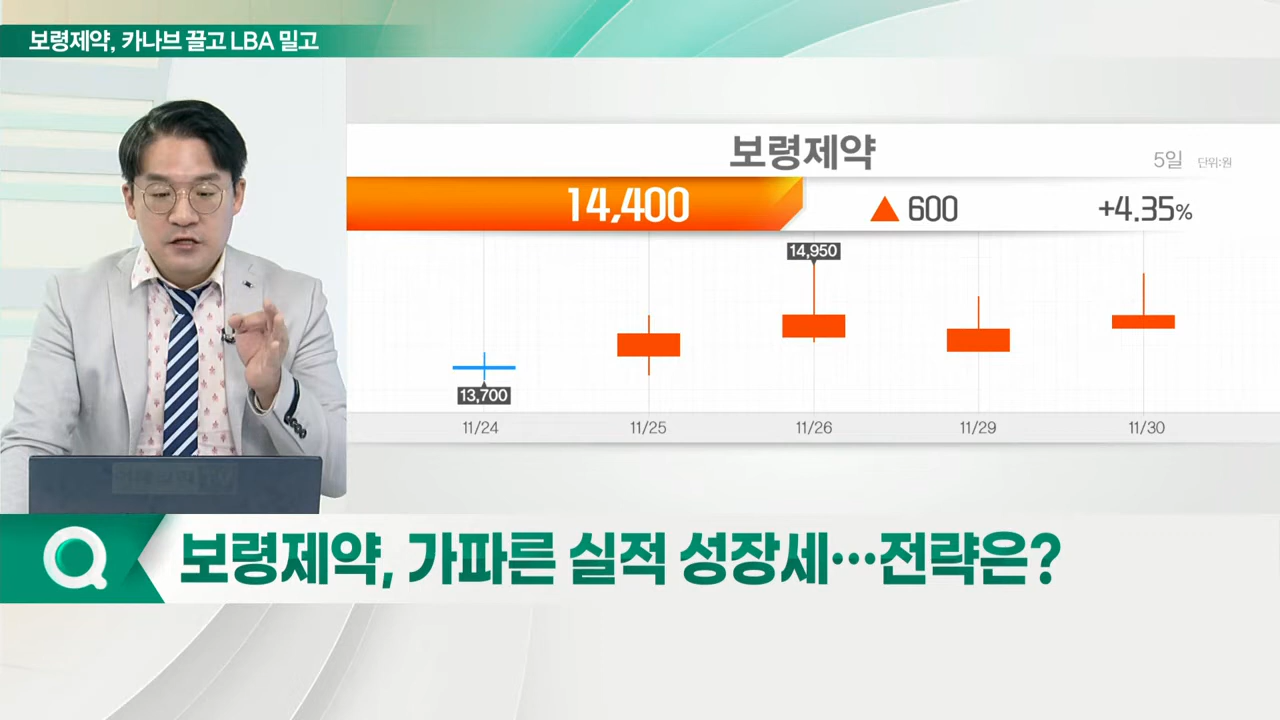 보령제약, 카나브 끌고 LBA 밀고
보령제약
5일 단위:원
14,400 ▲ 600 +4.35%
14,950
13,700
11/24 11/25 11/26 11/29 11/30
Q 보령제약, 가파른 실적 성장세…전략은?